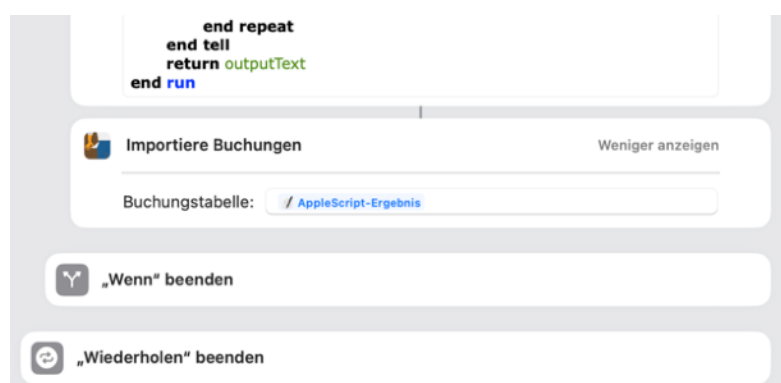 end repeat
end tell
return outputText
end run
Importiere Buchungen
Weniger anzeigen
Buchungstabelle: AppleScript-Ergebnis
„Wenn“ beenden
„Wiederholen“ beenden